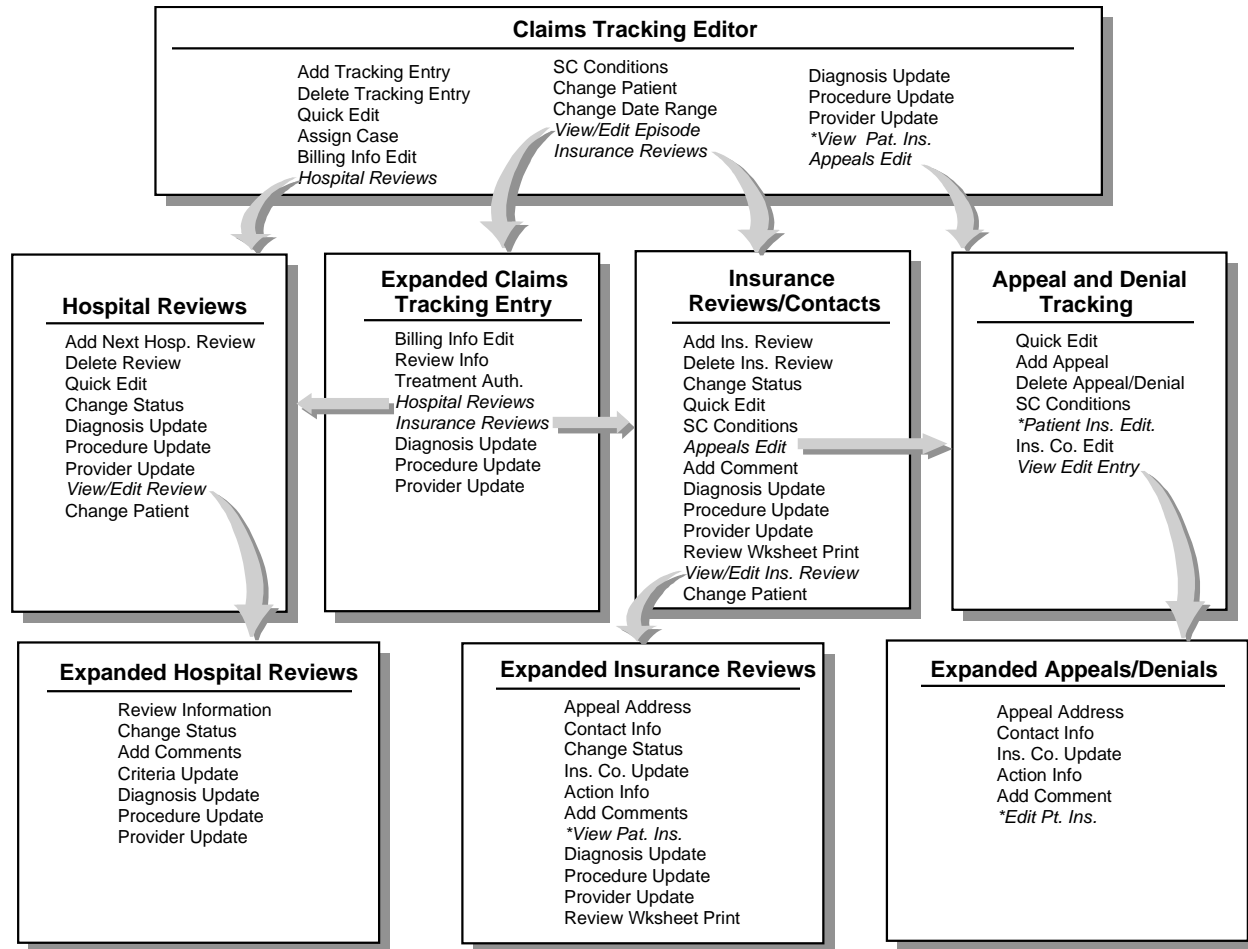 Claims Tracking Editor
Add Tracking Entry
Delete Tracking Entry
Quick Edit
Assign Case
Billing Info Edit
Hospital Reviews
SC Conditions
Change Patient
Change Date Range
View/Edit Episode
Insurance Reviews
Diagnosis Update
Procedure Update
Provider Update
*View Pat. Ins.
Appeals Edit
Hospital Reviews
Add Next Hosp. Review
Delete Review
Quick Edit
Change Status
Diagnosis Update
Procedure Update
Provider Update
View/Edit Review
Change Patient
Expanded Claims
Tracking Entry
Billing Info Edit
Review Info
Treatment Auth.
Hospital Reviews
Insurance Reviews
Diagnosis Update
Procedure Update
Provider Update
Insurance
Reviews/Contacts
Add Ins. Review
Delete Ins. Review
Change Status
Quick Edit
SC Conditions
Appeals Edit
Add Comment
Diagnosis Update
Procedure Update
Provider Update
Review Wksheet Print
View/Edit Ins. Review
Change Patient
Appeal and Denial
Tracking
Quick Edit
Add Appeal
Delete Appeal/Denial
SC Conditions
*Patient Ins. Edit.
Ins. Co. Edit
View Edit Entry
Expanded Hospital Reviews
Review Information
Change Status
Add Comments
Criteria Update
Diagnosis Update
Procedure Update
Provider Update
Expanded Insurance Reviews
Appeal Address
Contact Info
Change Status
Ins. Co. Update
Action Info
Add Comments
*View Pat. Ins.
Diagnosis Update
Procedure Update
Provider Update
Review Wksheet Print
Expanded Appeals/Denials
Appeal Address
Contact Info
Ins. Co. Update
Action Info
Add Comment
*Edit Pt. Ins.